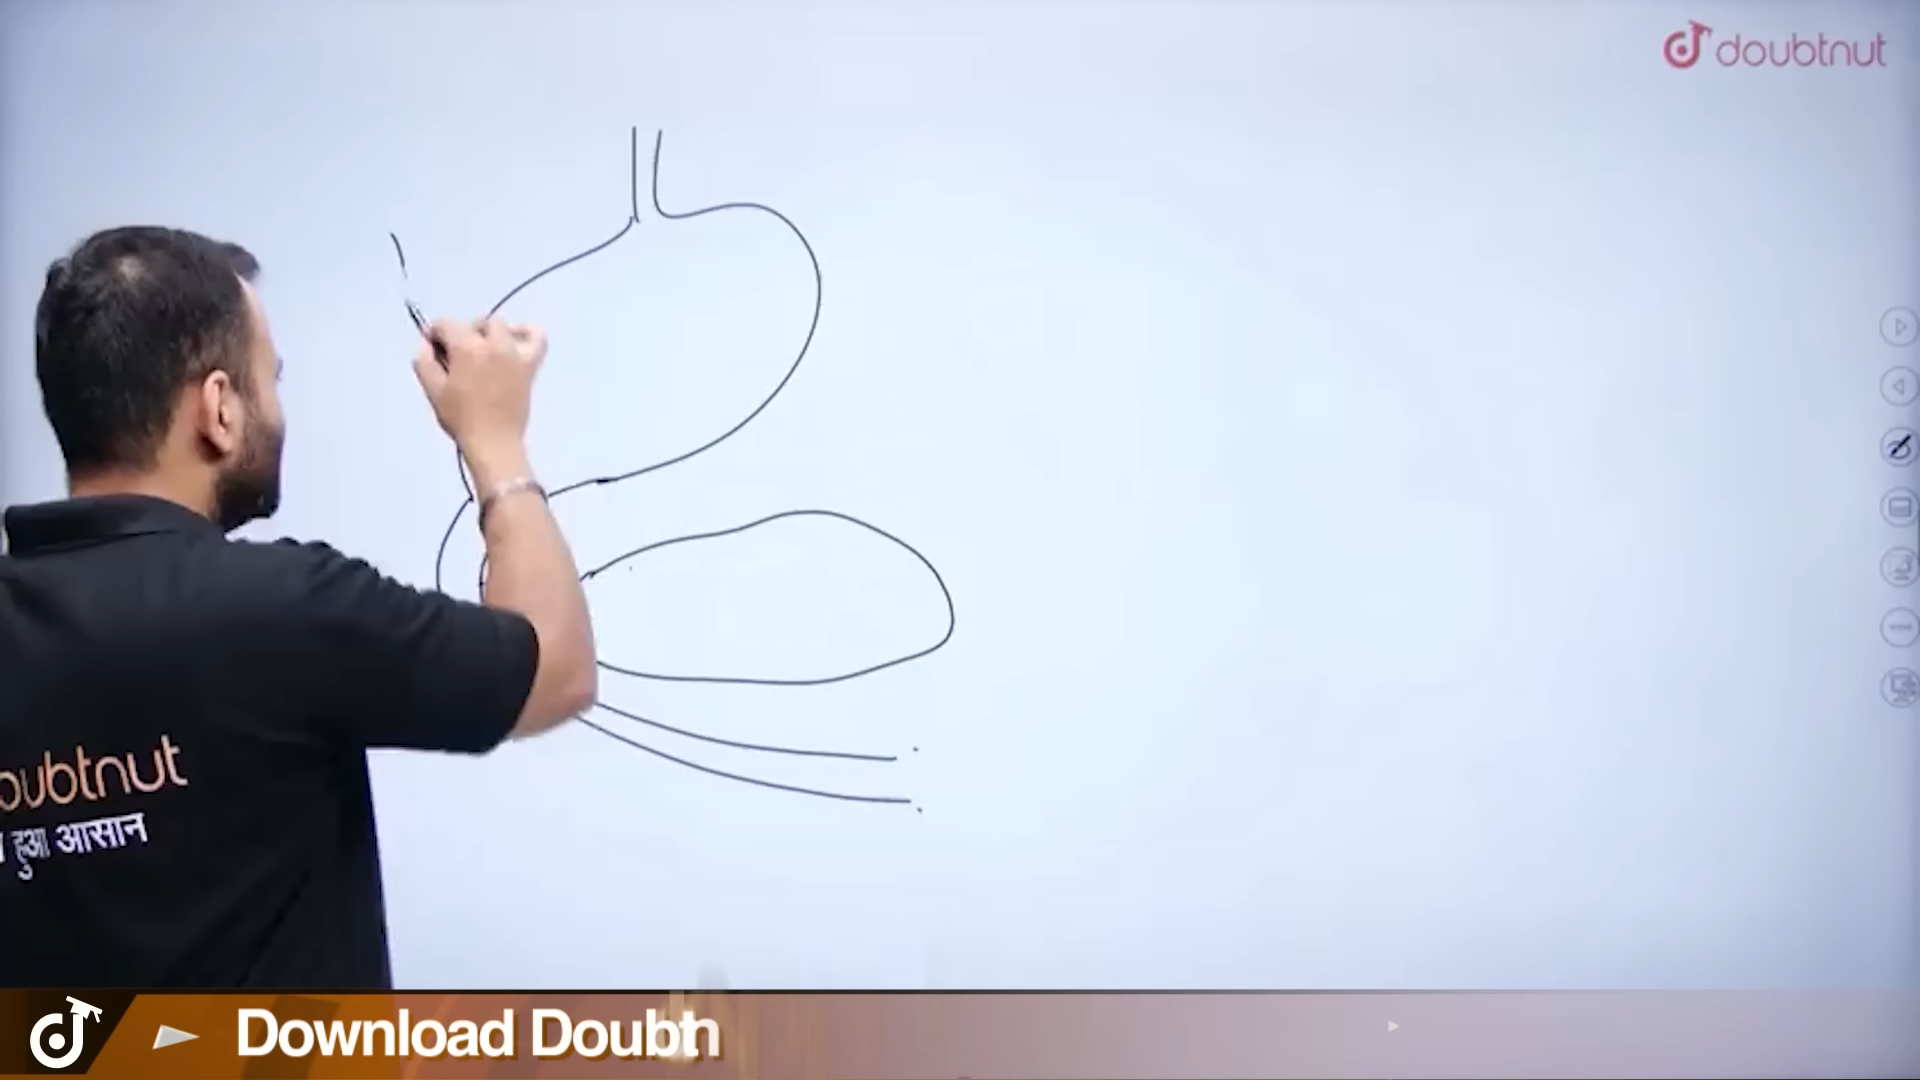 doubtnut
oubtnut
हुआ आसान
Download Doubtn